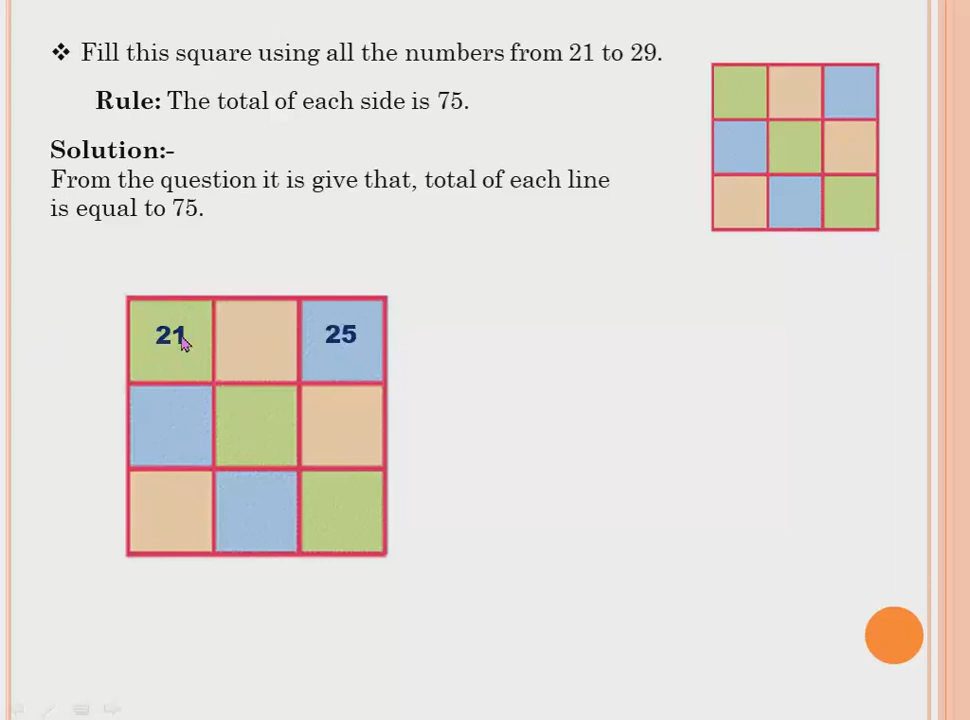 ❖ Fill this square using all the numbers from 21 to 29.
Rule: The total of each side is 75.
Solution:-
From the question it is give that, total of each line
is equal to 75.
21 25